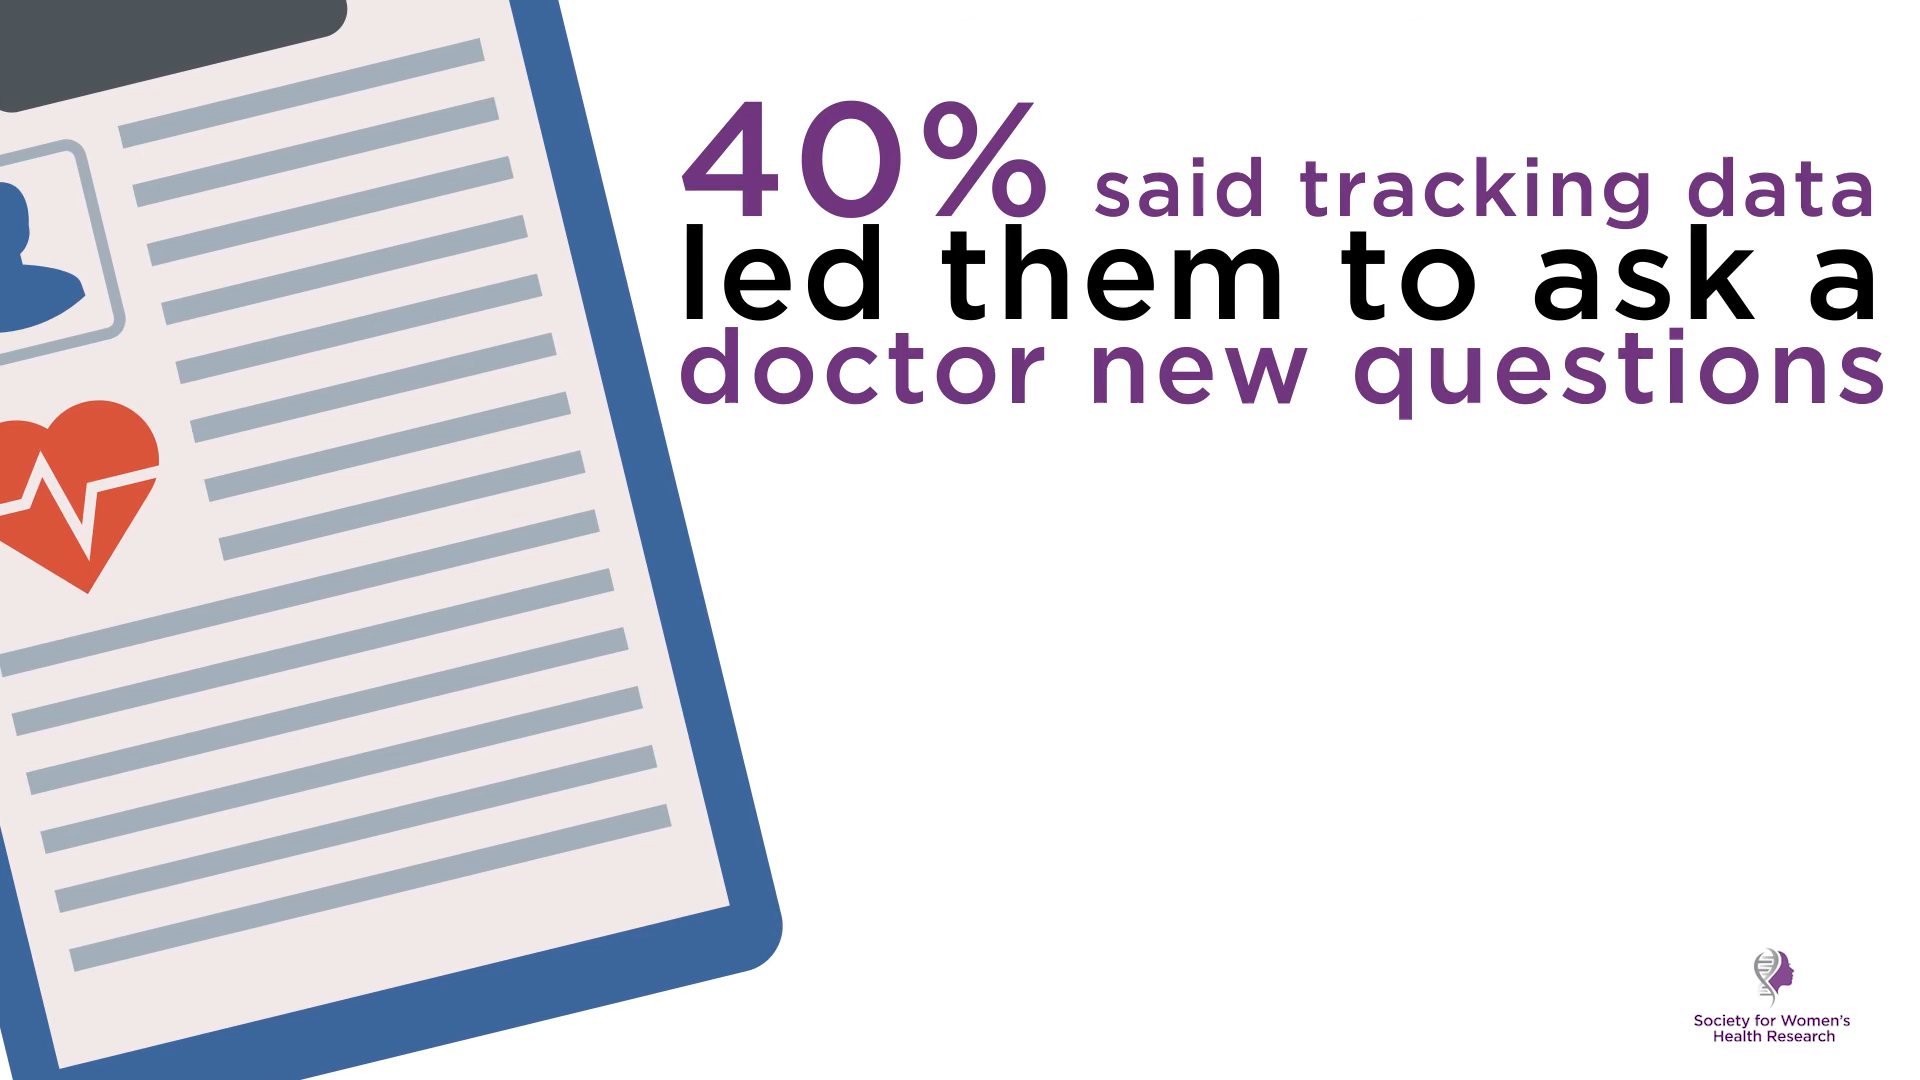 40% said tracking data
led them to ask a
doctor new questions
Society for Women's
Health Research